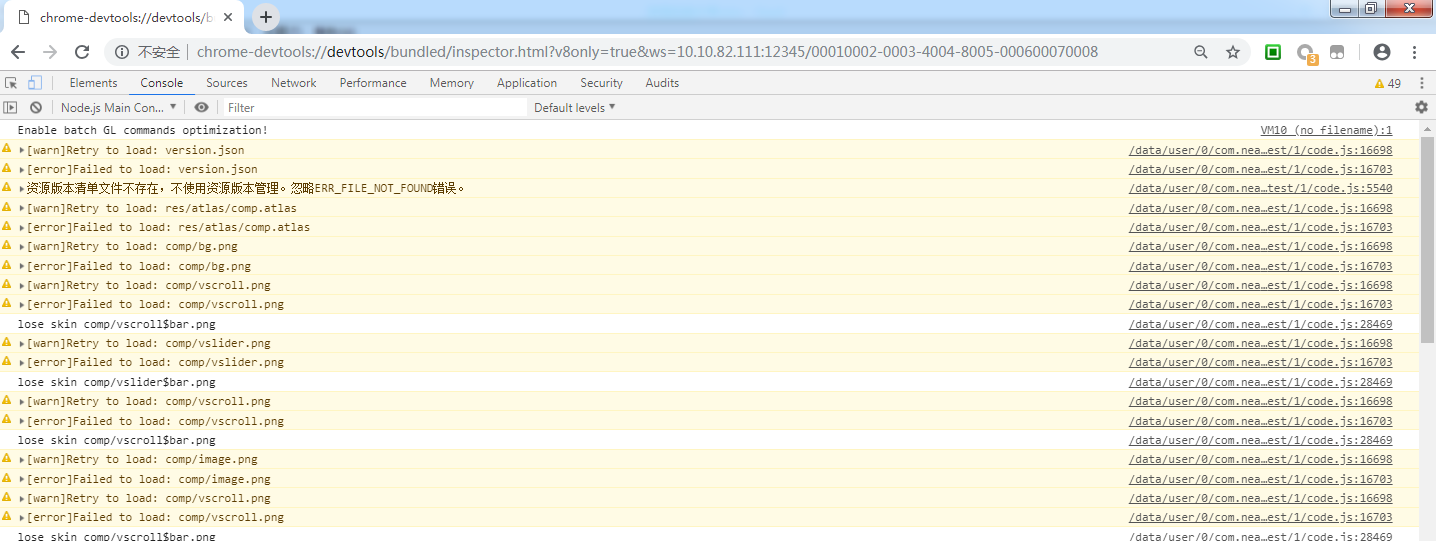 chrome-devtools://devtools/b
不安全 chrome-devtools://devtools/bundled/inspector.html?v8only=true&ws=10.10.82.111:12345/00010002-0003-4004-8005-000600070008 3
Elements Console Sources Network Performance Memory Application Security Audits 49
Node.js Main Con... Filter Default levels
Enable batch GL commands optimization! VM10 (no filename):1
[warn]Retry to load: version.json /data/user/0/com.nea…est/1/code.js:16698
[error]Failed to load: version.json /data/user/0/com.nea…est/1/code.js:16703
资源版本清单文件不存在，不使用资源版本管理。忽略ERR_FILE_NOT_FOUND错误。 /data/user/0/com.nea…test/1/code.js:5540
[warn]Retry to load: res/atlas/comp.atlas /data/user/0/com.nea…est/1/code.js:16698
[error]Failed to load: res/atlas/comp.atlas /data/user/0/com.nea…est/1/code.js:16703
[warn]Retry to load: comp/bg.png /data/user/0/com.nea…est/1/code.js:16698
[error]Failed to load: comp/bg.png /data/user/0/com.nea…est/1/code.js:16703
[warn]Retry to load: comp/vscroll.png /data/user/0/com.nea…est/1/code.js:16698
[error]Failed to load: comp/vscroll.png /data/user/0/com.nea…est/1/code.js:16703
lose skin comp/vscroll$bar.png /data/user/0/com.nea…est/1/code.js:28469
[warn]Retry to load: comp/vslider.png /data/user/0/com.nea…est/1/code.js:16698
[error]Failed to load: comp/vslider.png /data/user/0/com.nea…est/1/code.js:16703
lose skin comp/vslider$bar.png /data/user/0/com.nea…est/1/code.js:28469
[warn]Retry to load: comp/vscroll.png /data/user/0/com.nea…est/1/code.js:16698
[error]Failed to load: comp/vscroll.png /data/user/0/com.nea…est/1/code.js:16703
lose skin comp/vscroll$bar.png /data/user/0/com.nea…est/1/code.js:28469
[warn]Retry to load: comp/image.png /data/user/0/com.nea…est/1/code.js:16698
[error]Failed to load: comp/image.png /data/user/0/com.nea…est/1/code.js:16703
[warn]Retry to load: comp/vscroll.png /data/user/0/com.nea…est/1/code.js:16698
[error]Failed to load: comp/vscroll.png /data/user/0/com.nea…est/1/code.js:16703
lose skin comp/vscroll$bar.png /data/user/0/com.nea…est/1/code.js:28469